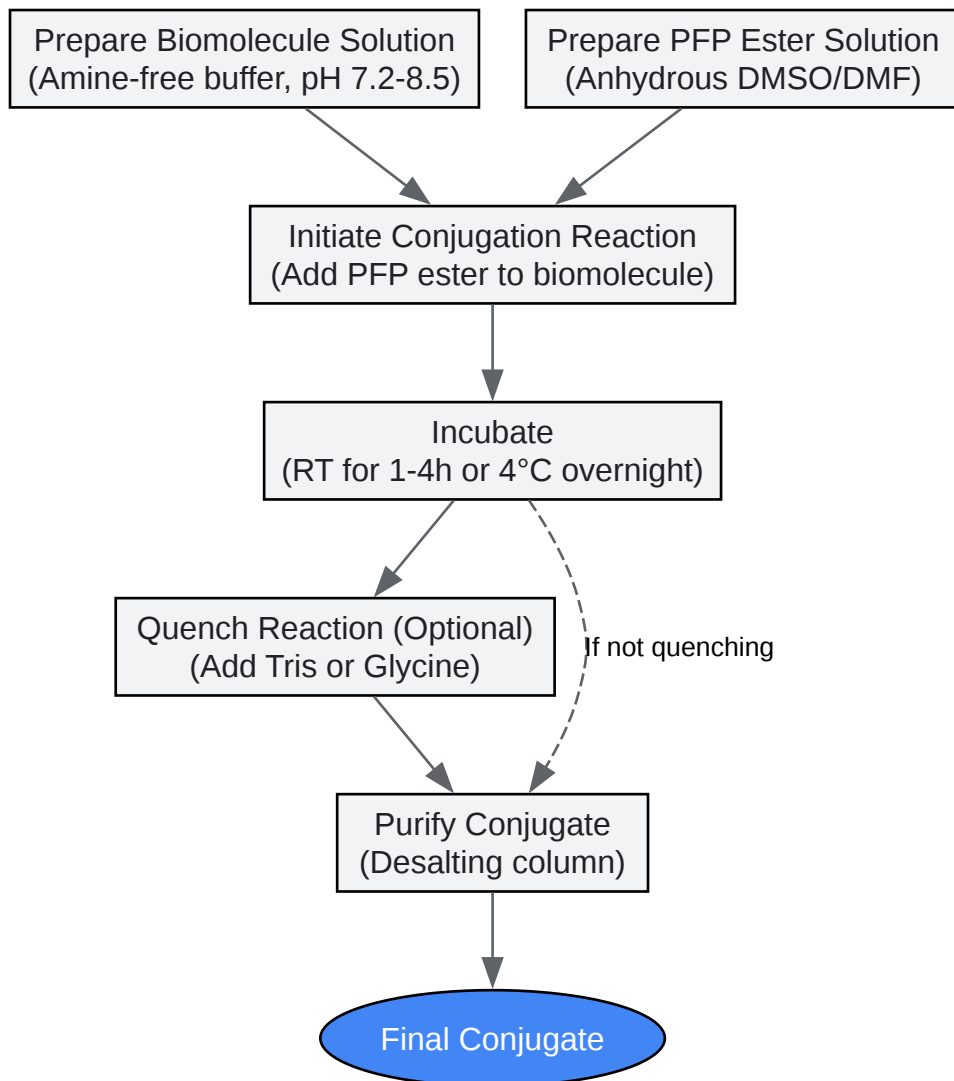 Prepare Biomolecule Solution
(Amine-free buffer, pH 7.2-8.5)
Prepare PFP Ester Solution
(Anhydrous DMSO/DMF)
Initiate Conjugation Reaction
(Add PFP ester to biomolecule)
Incubate
(RT for 1-4h or 4°C overnight)
Quench Reaction (Optional)
(Add Tris or Glycine)
If not quenching
Purify Conjugate
(Desalting column)
Final Conjugate